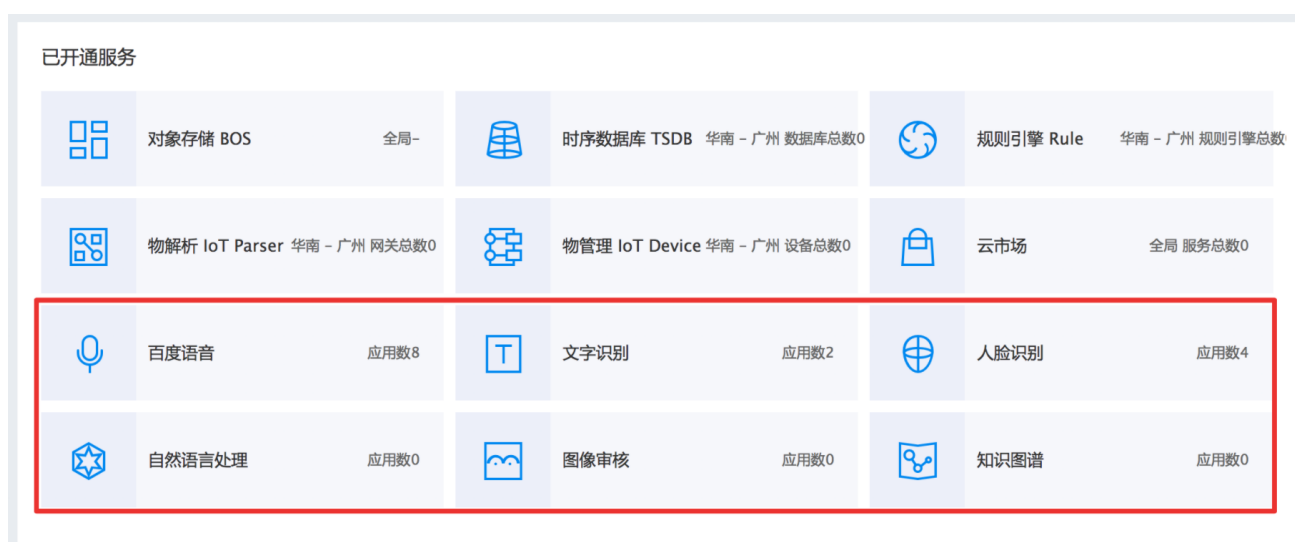 已开通服务
对象存储 BOS 全局-
时序数据库 TSDB 华南 - 广州 数据库总数0
规则引擎 Rule 华南 - 广州 规则引擎总数
物解析 IoT Parser 华南 - 广州 网关总数0
物管理 IoT Device 华南 - 广州 设备总数0
云市场 全局 服务总数0
百度语音 应用数8
T 文字识别 应用数2
人脸识别 应用数4
自然语言处理 应用数0
图像审核 应用数0
知识图谱 应用数0